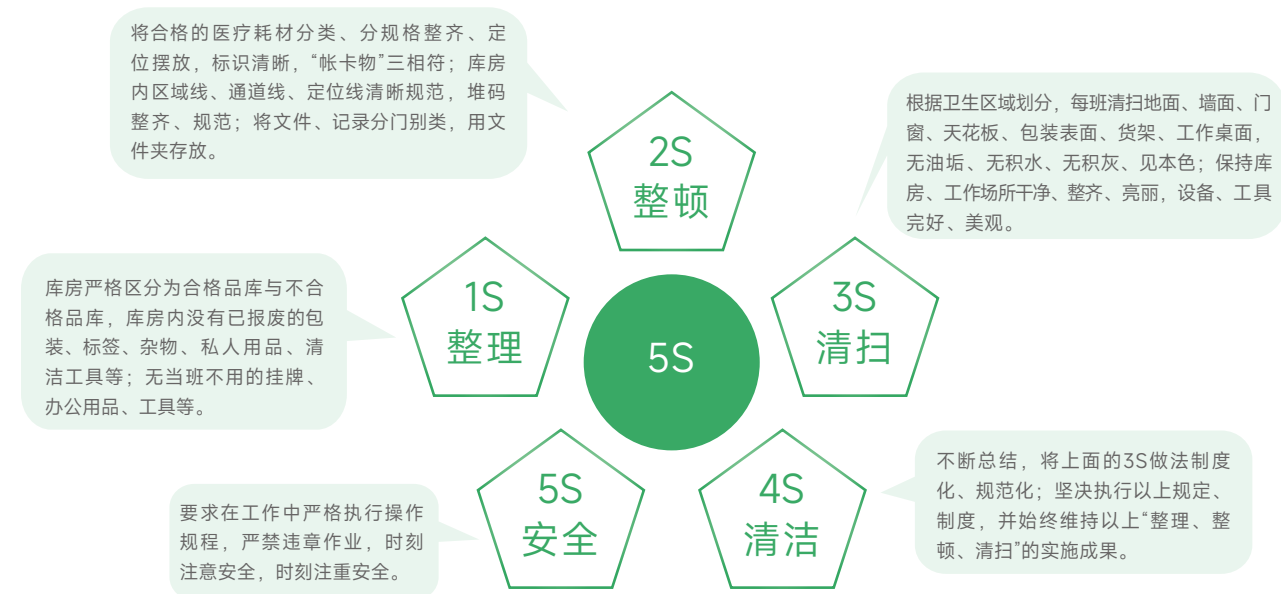 将合格的医疗耗材分类、分规格整齐、定
位摆放，标识清晰，“帐卡物”三相符；库房
内区域线、通道线、定位线清晰规范，堆码
整齐、规范；将文件、记录分门别类，用文
件夹存放。
根据卫生区域划分，每班清扫地面、墙面、门
窗、天花板、包装表面、货架、工作桌面，
无油垢、无积水、无积灰、见本色；保持库
房、工作场所干净、整齐、亮丽，设备、工具
完好、美观。
2S
整顿
库房严格区分为合格品库与不合
格品库，库房内没有已报废的包
装、标签、杂物、私人用品、清
洁工具等；无当班不用的挂牌、
办公用品、工具等。
1S
整理
5S
3S
清扫
要求在工作中严格执行操作
规程，严禁违章作业，时刻
注意安全，时刻注重安全。
5S
安全
4S
清洁
不断总结，将上面的3S做法制度
化、规范化；坚决执行以上规定、
制度，并始终维持以上“整理、整
顿、清扫”的实施成果。